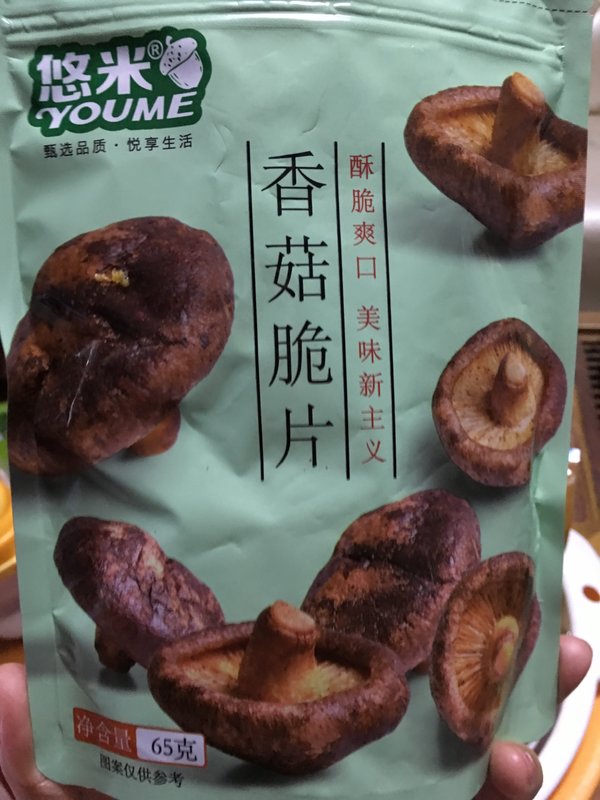 悠米®
YOUME
甄选品质·悦享生活
香菇脆片
酥脆爽口 美味新主义
净含量 65克
图案仅供参考